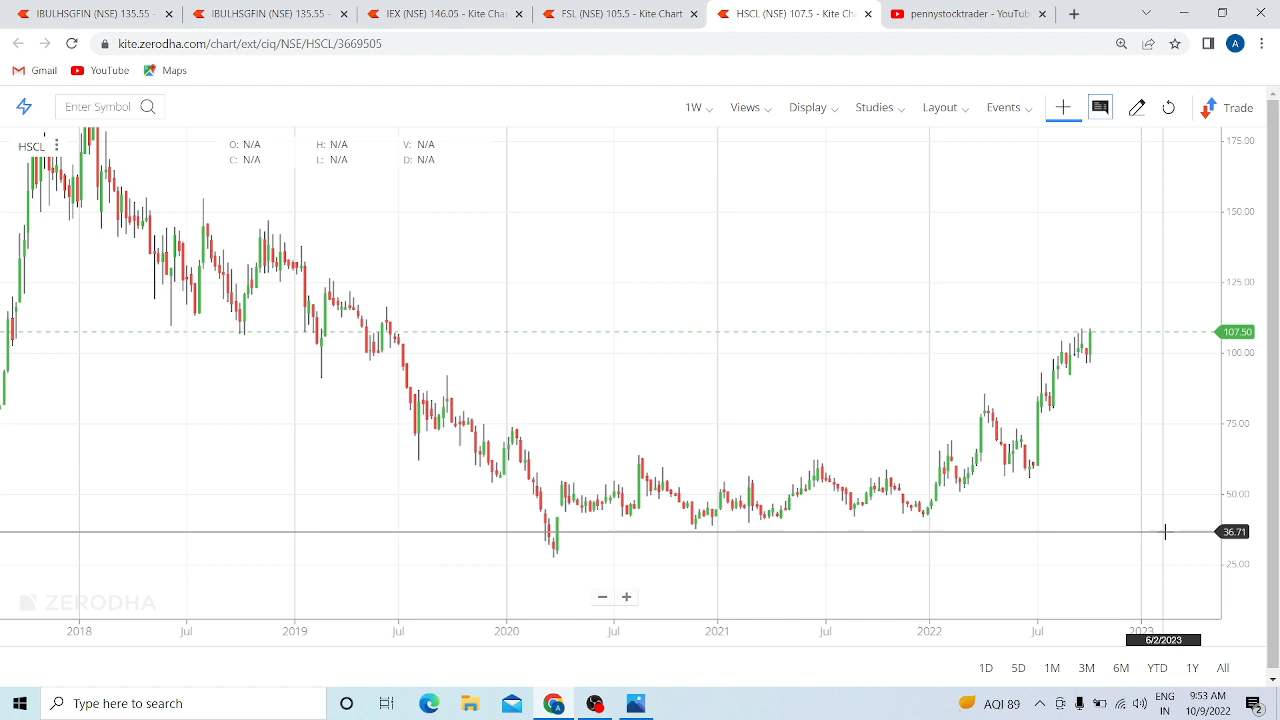 IBULHSGFIN(NSE) 135.55 -
IBULHSGFIN(NSE) 135.55 -
IEX (NSE) 146.3 - Kite Cha
FSL (NSE) 105.5 - Kite Chart
HSCL (NSE) 107.5 - Kite Cha
pennystocktrader - YouTub
kite.zerodha.com/chart/ext/ciq/NSE/HSCL/3669505
A
Gmail YouTube Maps
Enter Symbol 1W Views Display Studies Layout Events Trade
HSCL O: N/A H: N/A V: N/A
C: N/A L: N/A D: N/A
175.00
150.00
125.00
107.50
100.00
75.00
50.00
36.71
25.00
ZERODHA
2018 Jul 2019 Jul 2020 Jul 2021 Jul 2022 Jul 2023
6/2/2023
1D 5D 1M 3M 6M YTD 1Y All
Type here to search
AQI 89
ENG
IN
9:53 AM
10/9/2022
2